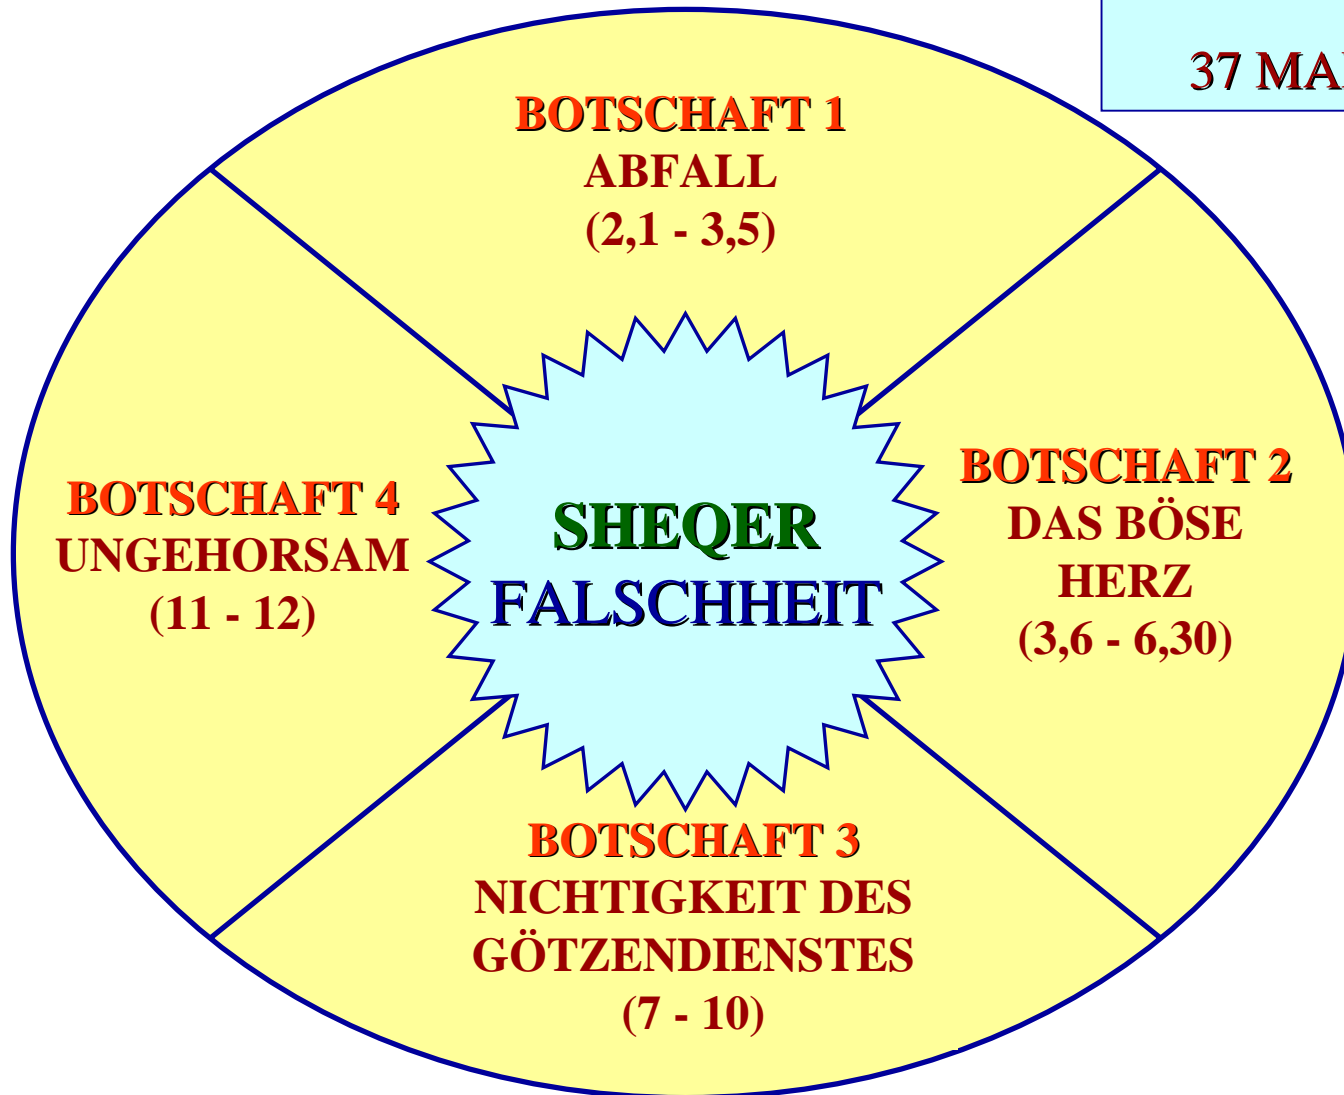 37 MA
BOTSCHAFT 1
ABFALL
(2,1 - 3,5)
BOTSCHAFT 2
DAS BÖSE
HERZ
(3,6 - 6,30)
BOTSCHAFT 3
NICHTIGKEIT DES
GÖTZENDIENSTES
(7 - 10)
BOTSCHAFT 4
UNGEHORSAM
(11 - 12)
SHEQER
FALSCHHEIT